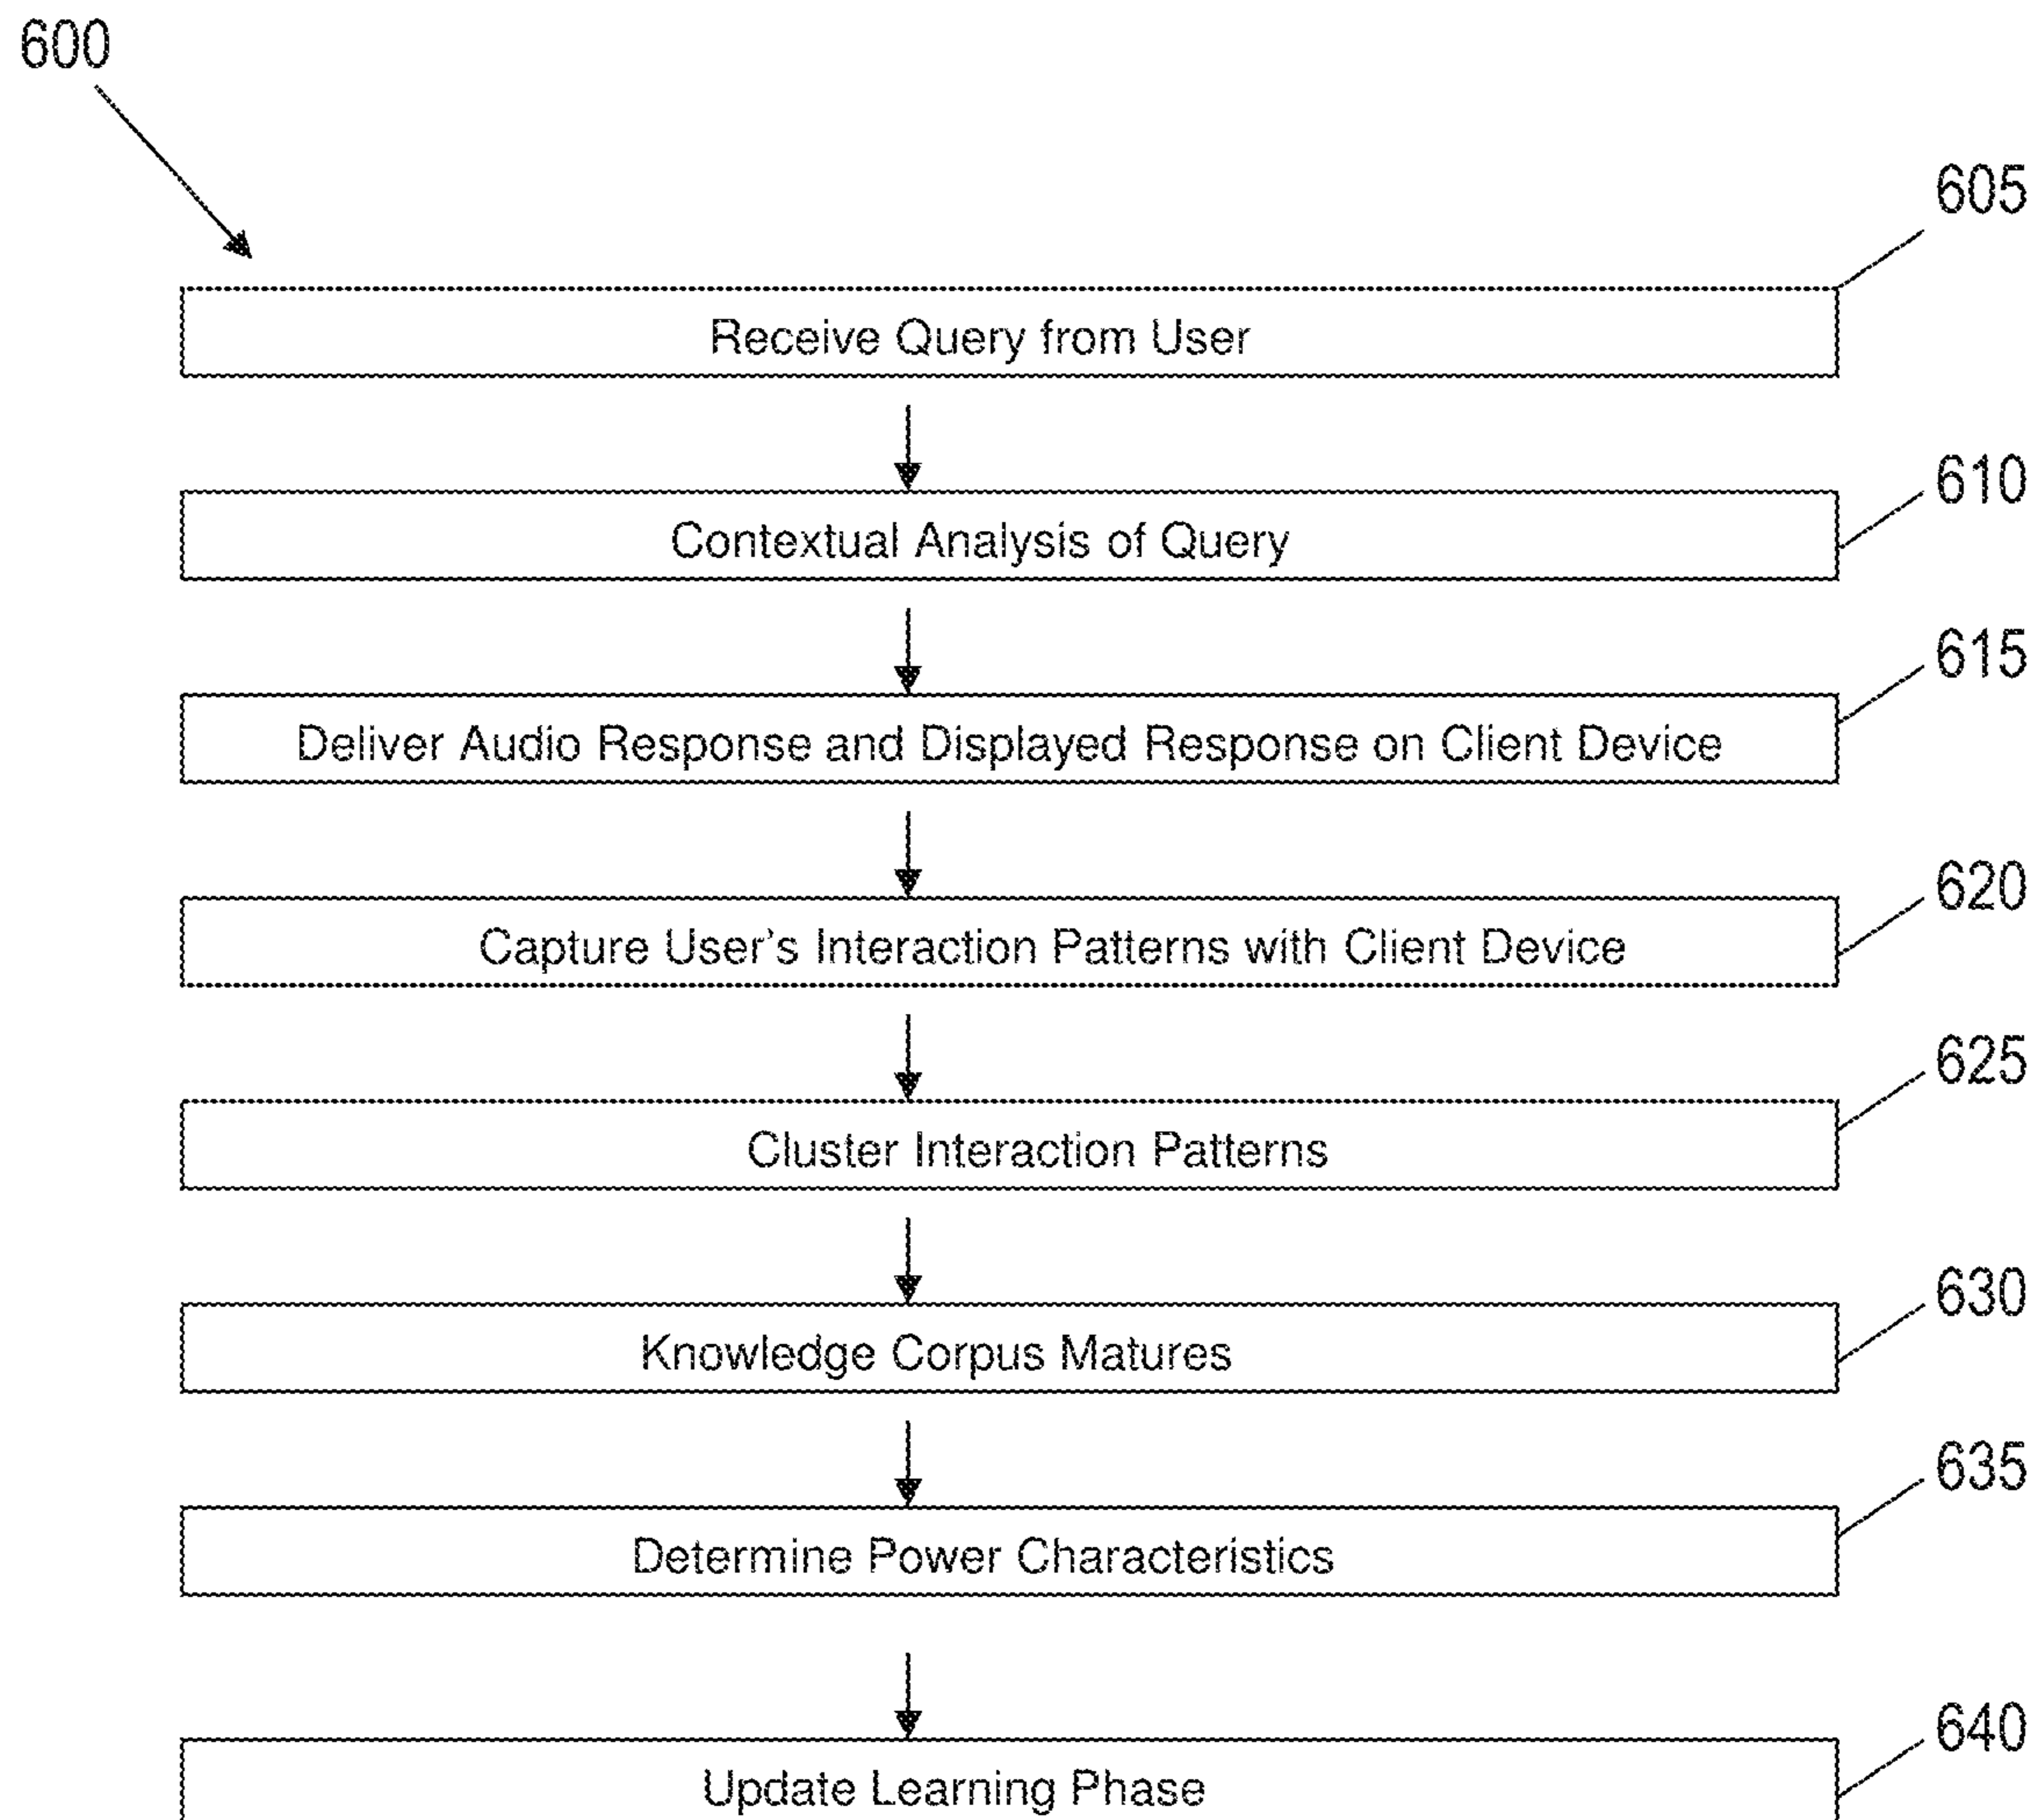 600
605
Receive Query from User
610
Contextual Analysis of Query
615
Deliver Audio Response and Displayed Response on Client Device
620
Capture User's Interaction Patterns with Client Device
625
Cluster Interaction Patterns
630
Knowledge Corpus Matures
635
Determine Power Characteristics
640
Update Learning Phase